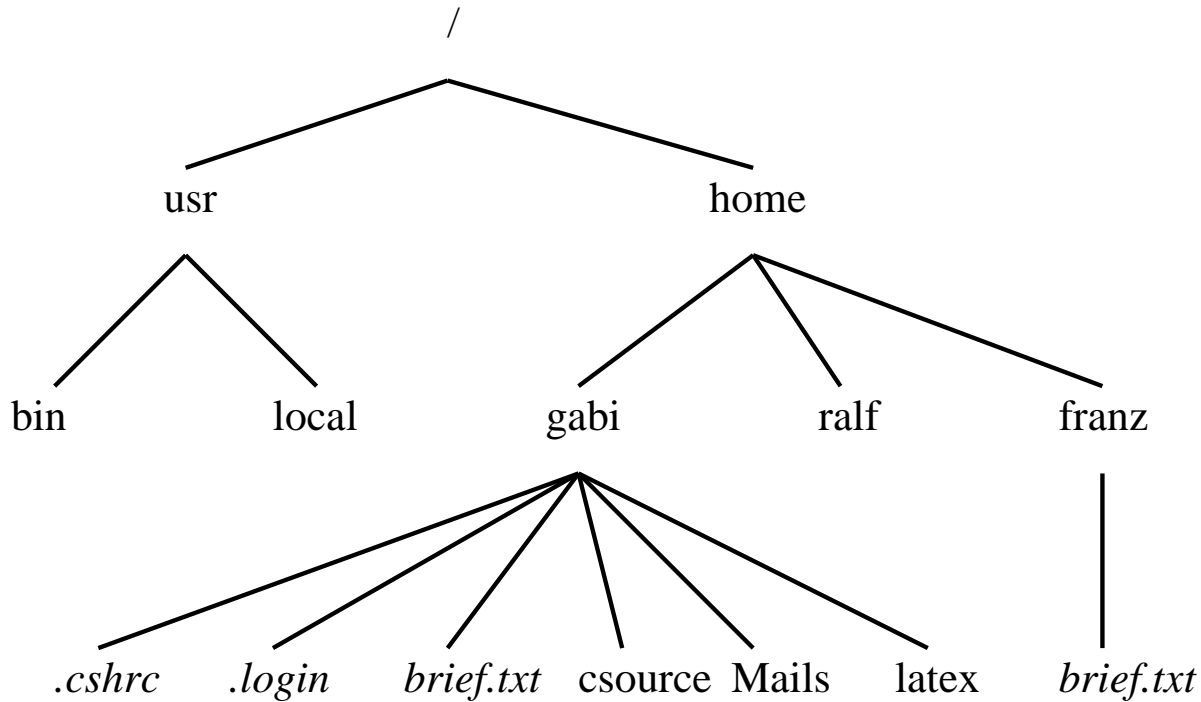 /
usr home
bin local gabi ralf franz
.cshrc .login brief.txt csource Mails latex brief.txt